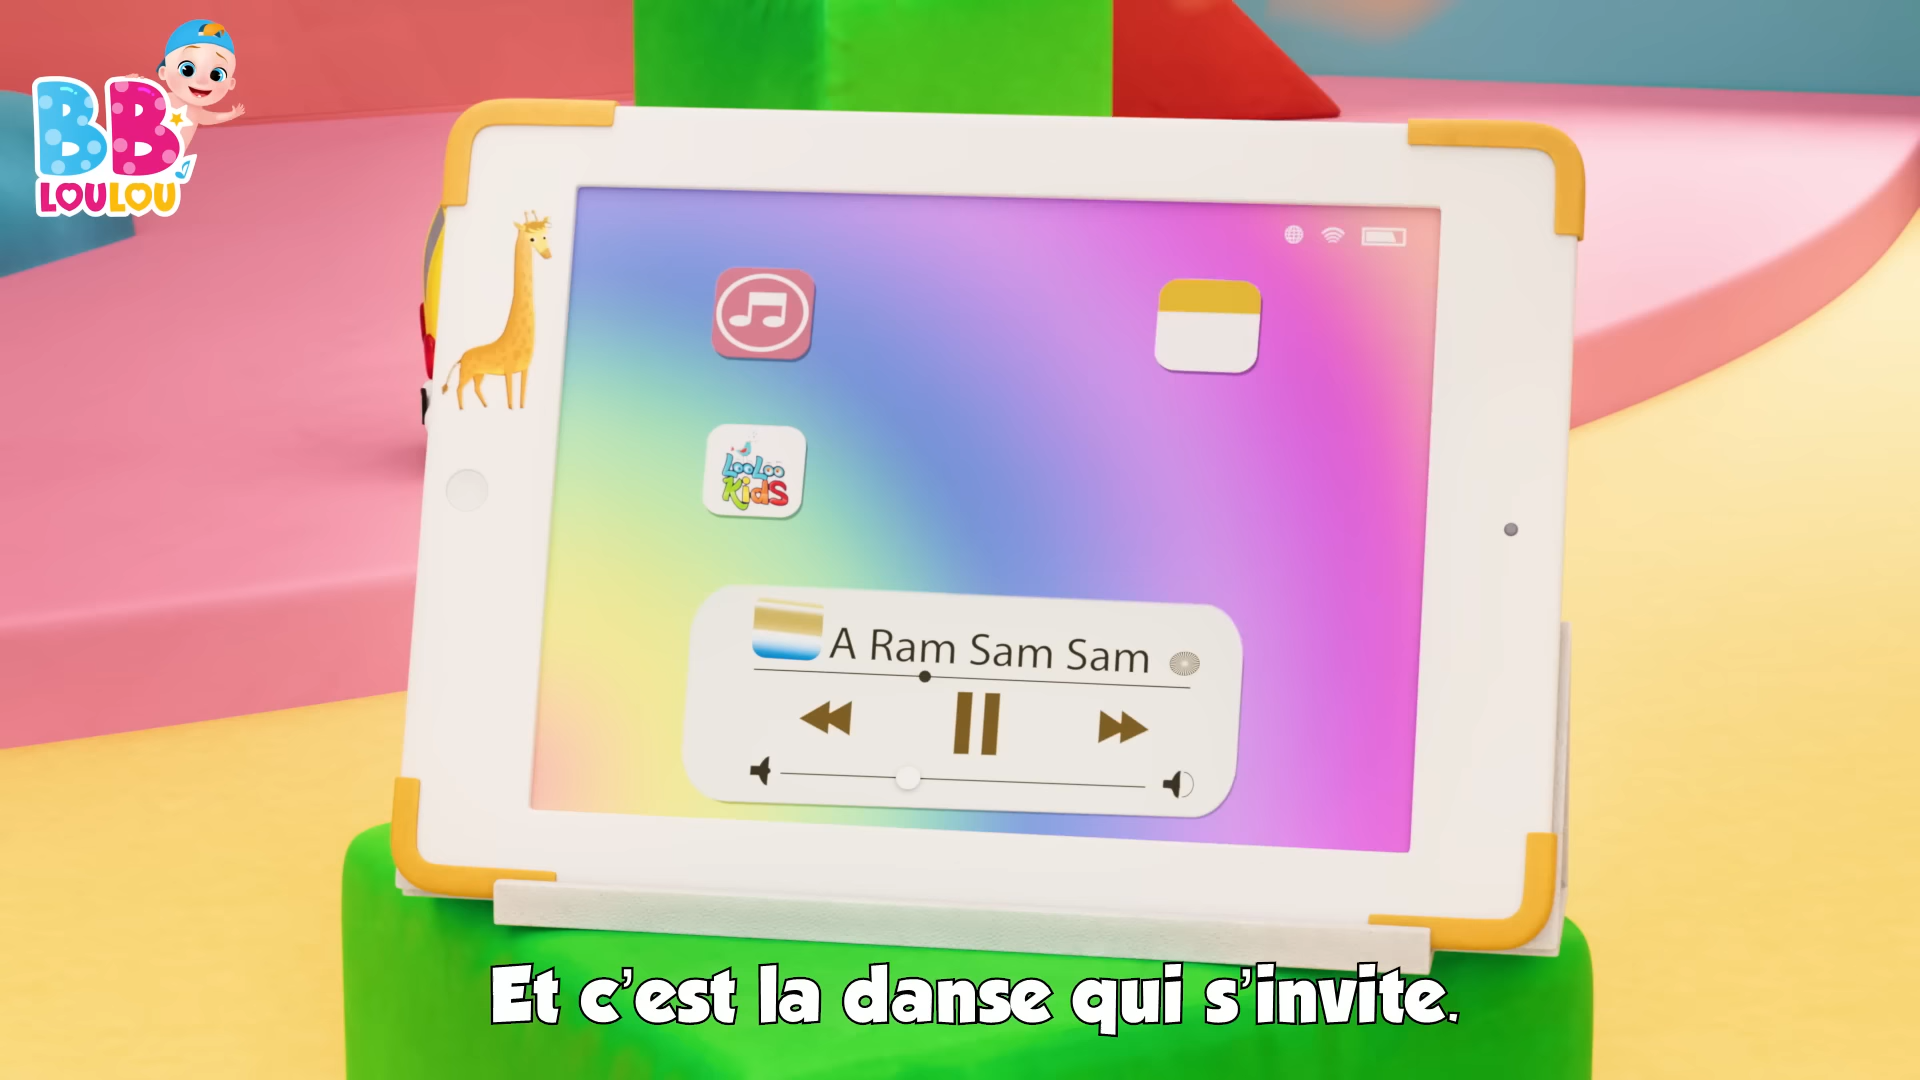 BB
LOULOU
LooLoo
Kids
A Ram Sam Sam
Et c'est la danse qui s'invite.